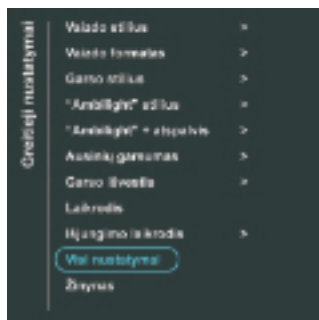 Greitieji nustatymai
Vaizdo stilius >
Vaizdo formatas >
Garso stilius >
"Ambilight" stilius >
"Ambilight" + atspalvis >
Ausinių garsumas >
Garso išvestis >
Laikrodis
Išjungimo laikrodis >
Visi nustatymai
Žinynas